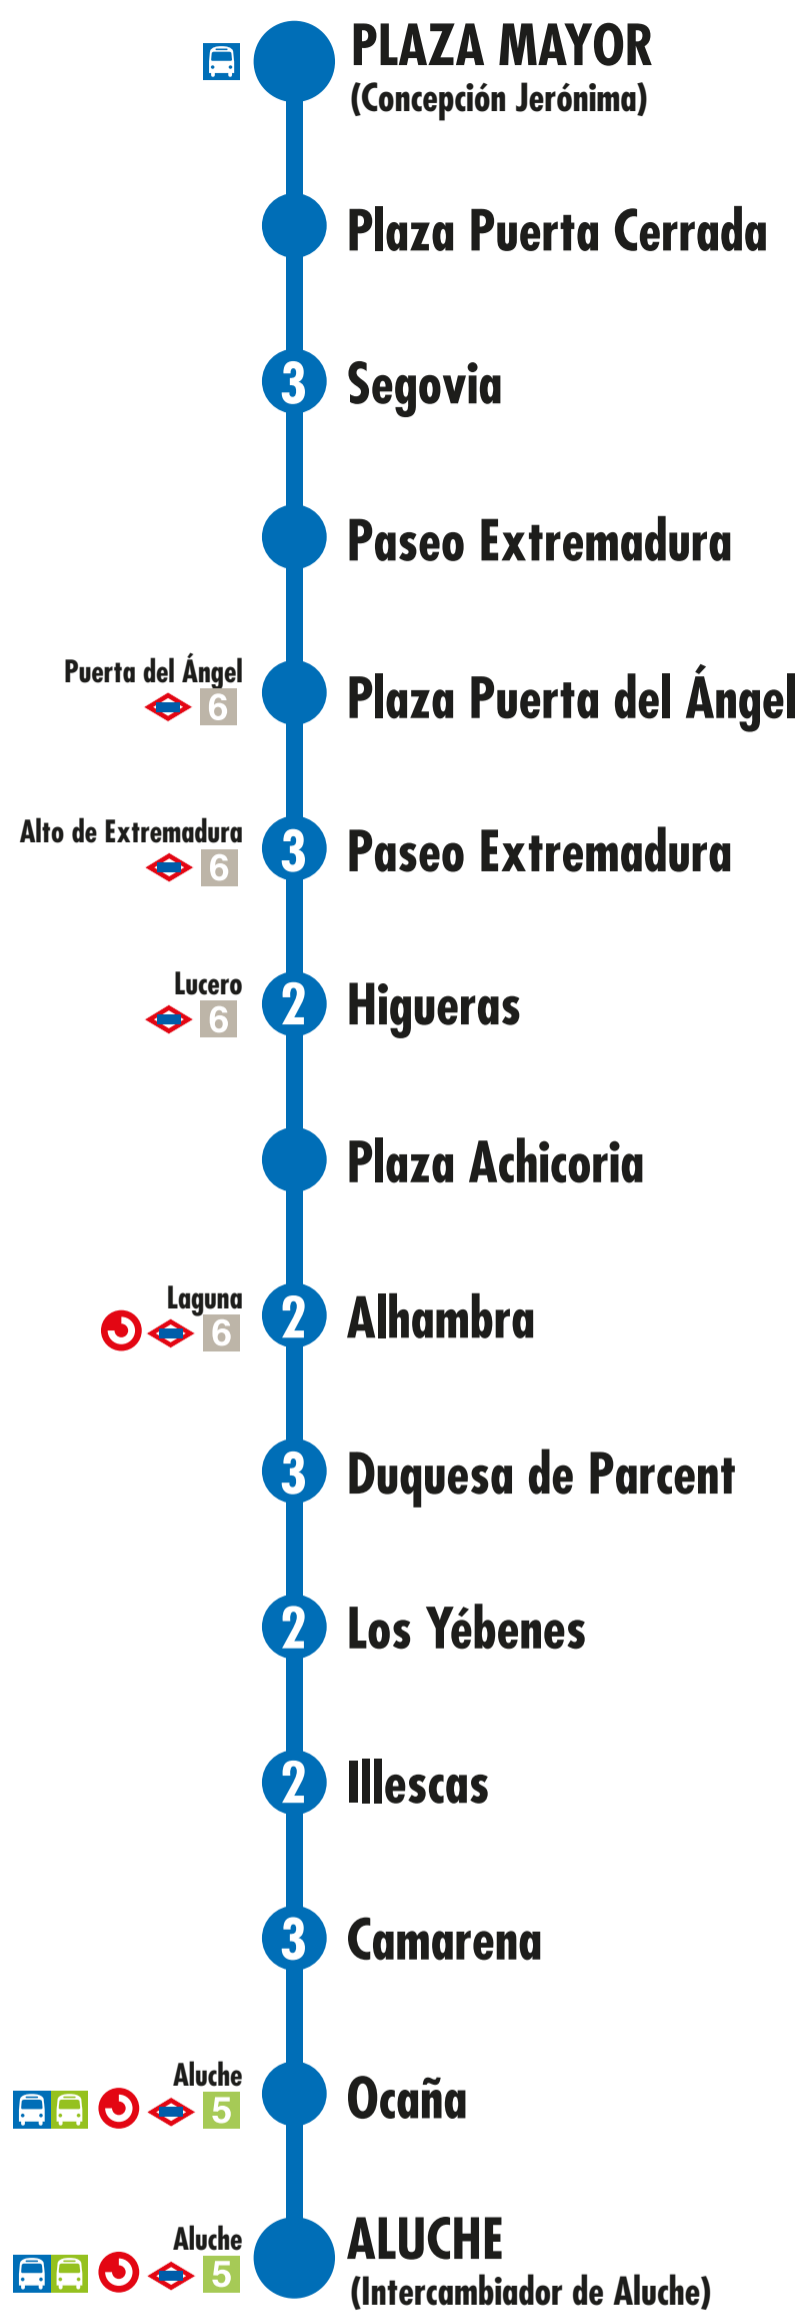 PLAZA MAYOR
(Concepción Jerónima)
Plaza Puerta Cerrada
3 Segovia
Paseo Extremadura
Puerta del Ángel
6
Plaza Puerta del Ángel
Alto de Extremadura
6
3 Paseo Extremadura
Lucero
6
2 Higueras
Plaza Achicoria
Laguna
6
2 Alhambra
3 Duquesa de Parcent
2 Los Yébenes
2 Illescas
3 Camarena
Aluche
5
Ocaña
Aluche
5
ALUCHE
(Intercambiador de Aluche)